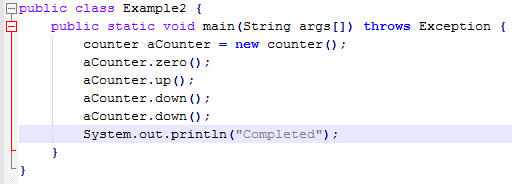 public class Example2 {
    public static void main(String args[]) throws Exception {
        counter aCounter = new counter();
        aCounter.zero();
        aCounter.up();
        aCounter.down();
        aCounter.down();
        System.out.println("Completed");
    }
}